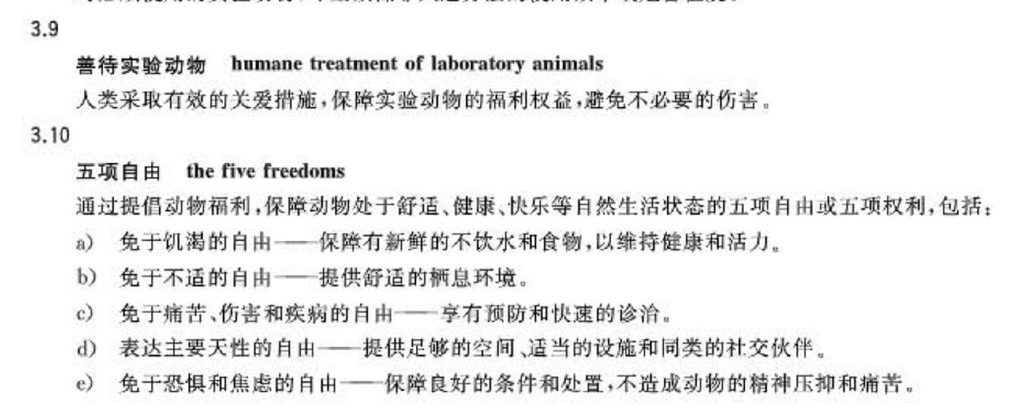 3.9
善待实验动物 humane treatment of laboratory animals
人类采取有效的关爱措施,保障实验动物的福利权益,避免不必要的伤害。
3.10
五项自由 the five freedoms
通过提倡动物福利,保障动物处于舒适、健康、快乐等自然生活状态的五项自由或五项权利,包括:
a) 免于饥渴的自由——保障有新鲜的不饮水和食物,以维持健康和活力。
b) 免于不适的自由——提供舒适的栖息环境。
c) 免于痛苦、伤害和疾病的自由——享有预防和快速的诊治。
d) 表达主要天性的自由——提供足够的空间、适当的设施和同类的社交伙伴。
e) 免于恐惧和焦虑的自由——保障良好的条件和处置,不造成动物的精神压抑和痛苦。